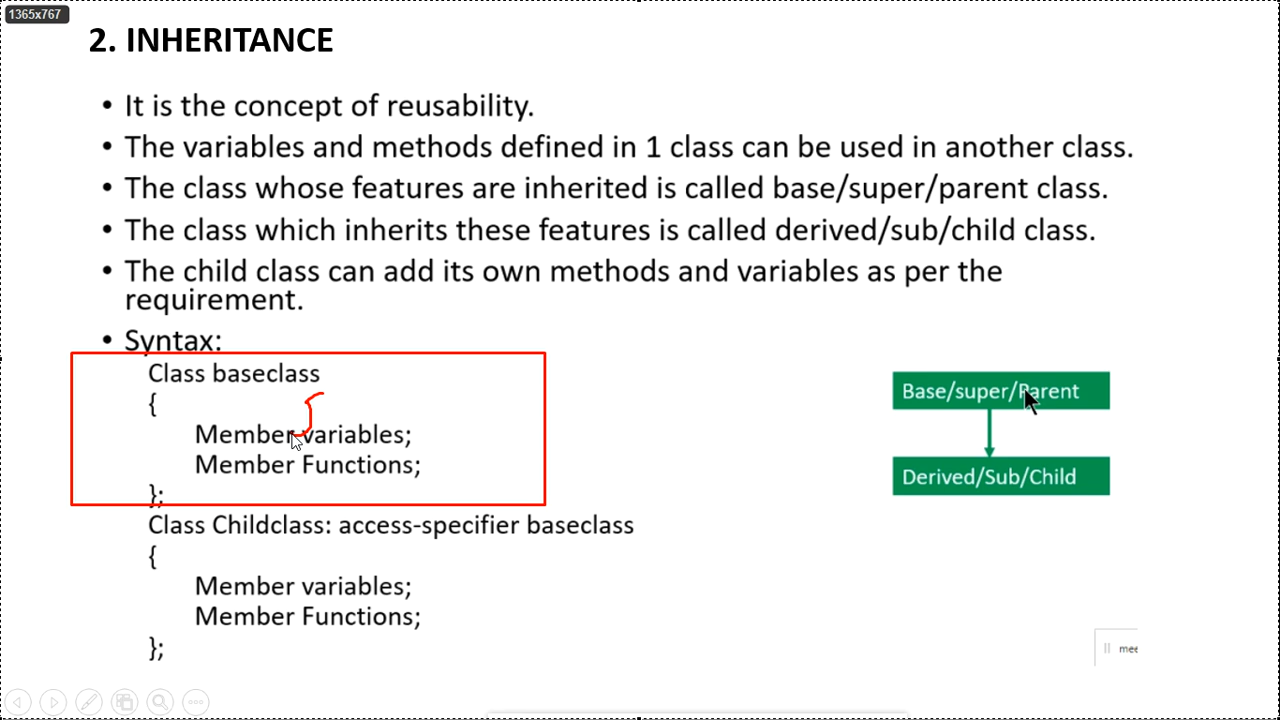 1365x767
2. INHERITANCE
• It is the concept of reusability.
• The variables and methods defined in 1 class can be used in another class.
• The class whose features are inherited is called base/super/parent class.
• The class which inherits these features is called derived/sub/child class.
• The child class can add its own methods and variables as per the
requirement.
• Syntax:
Class baseclass
{
Member variables;
Member Functions;
};
Class Childclass: access-specifier baseclass
{
Member variables;
Member Functions;
};
Base/super/Parent
Derived/Sub/Child
mee